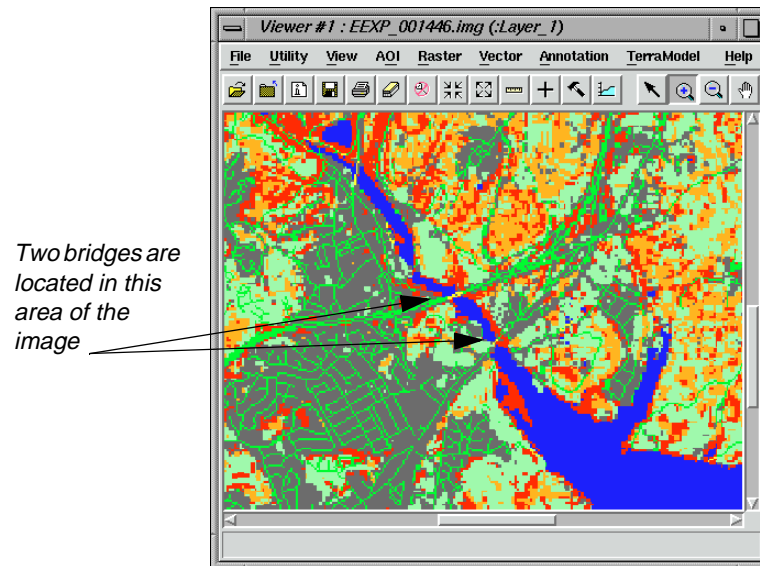 Viewer #1 : EEXP_001446.img (:Layer_1)
File Utility View AOI Raster Vector Annotation TerraModel Help
Two bridges are
located in this
area of the
image